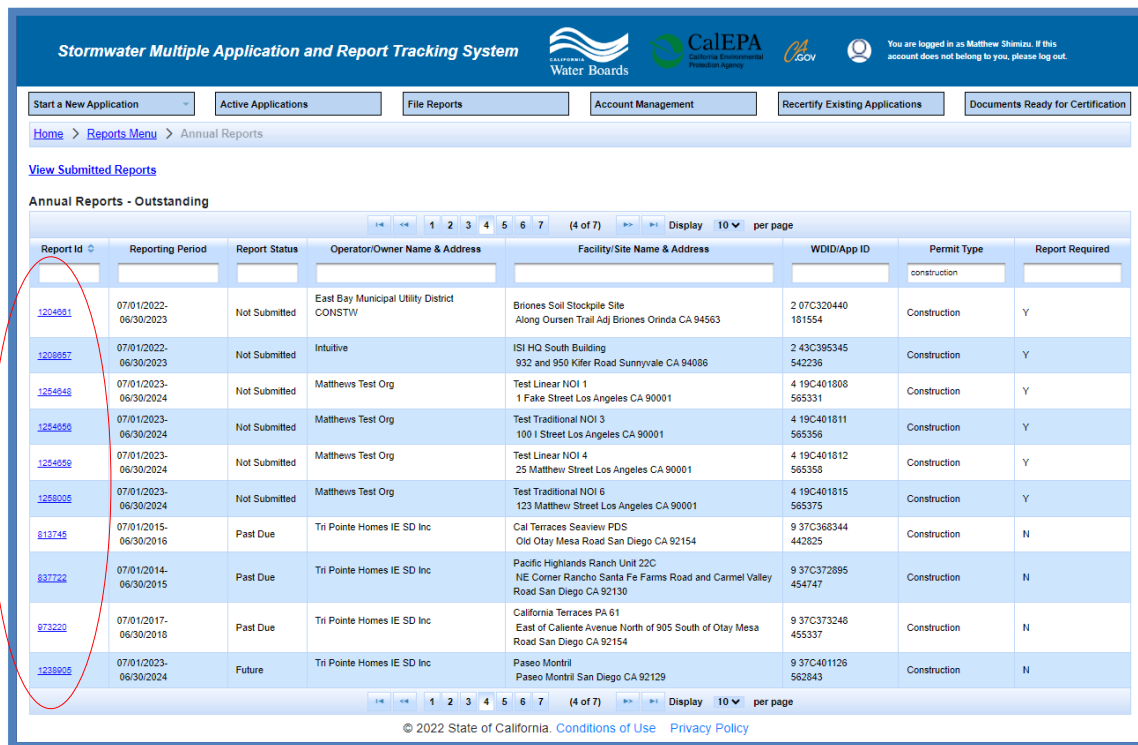 Stormwater Multiple Application and Report Tracking System
CALIFORNIA
Water Boards
CalEPA
California Environmental
Protection Agency
CA.GOV
You are logged in as Matthew Shimizu. If this
account does not belong to you, please log out.
Start a New Application
Active Applications
File Reports
Account Management
Recertify Existing Applications
Documents Ready for Certification
Home > Reports Menu > Annual Reports
View Submitted Reports
Annual Reports - Outstanding
1 2 3 4 5 6 7 (4 of 7) Display 10 per page
Report Id Reporting Period Report Status Operator/Owner Name & Address Facility/Site Name & Address WDID/App ID Permit Type Report Required
construction
1204661 07/01/2022-06/30/2023 Not Submitted East Bay Municipal Utility District CONSTW Briones Soil Stockpile Site Along Oursen Trail Adj Briones Orinda CA 94563 2 07C320440 181554 Construction Y
1208657 07/01/2022-06/30/2023 Not Submitted Intuitive ISI HQ South Building 932 and 950 Kifer Road Sunnyvale CA 94086 2 43C395345 542236 Construction Y
1254648 07/01/2023-06/30/2024 Not Submitted Matthews Test Org Test Linear NOI 1 1 Fake Street Los Angeles CA 90001 4 19C401808 565331 Construction Y
1254656 07/01/2023-06/30/2024 Not Submitted Matthews Test Org Test Traditional NOI 3 100 I Street Los Angeles CA 90001 4 19C401811 565356 Construction Y
1254659 07/01/2023-06/30/2024 Not Submitted Matthews Test Org Test Linear NOI 4 25 Matthew Street Los Angeles CA 90001 4 19C401812 565358 Construction Y
1258005 07/01/2023-06/30/2024 Not Submitted Matthews Test Org Test Traditional NOI 6 123 Matthew Street Los Angeles CA 90001 4 19C401815 565375 Construction Y
813745 07/01/2015-06/30/2016 Past Due Tri Pointe Homes IE SD Inc Cal Terraces Seaview PDS Old Otay Mesa Road San Diego CA 92154 9 37C368344 442825 Construction N
837722 07/01/2014-06/30/2015 Past Due Tri Pointe Homes IE SD Inc Pacific Highlands Ranch Unit 22C NE Corner Rancho Santa Fe Farms Road and Carmel Valley Road San Diego CA 92130 9 37C372895 454747 Construction N
973220 07/01/2017-06/30/2018 Past Due Tri Pointe Homes IE SD Inc California Terraces PA 61 East of Caliente Avenue North of 905 South of Otay Mesa Road San Diego CA 92154 9 37C373248 455337 Construction N
1238905 07/01/2023-06/30/2024 Future Tri Pointe Homes IE SD Inc Paseo Montril Paseo Montril San Diego CA 92129 9 37C401126 562843 Construction N
1 2 3 4 5 6 7 (4 of 7) Display 10 per page
© 2022 State of California. Conditions of Use Privacy Policy